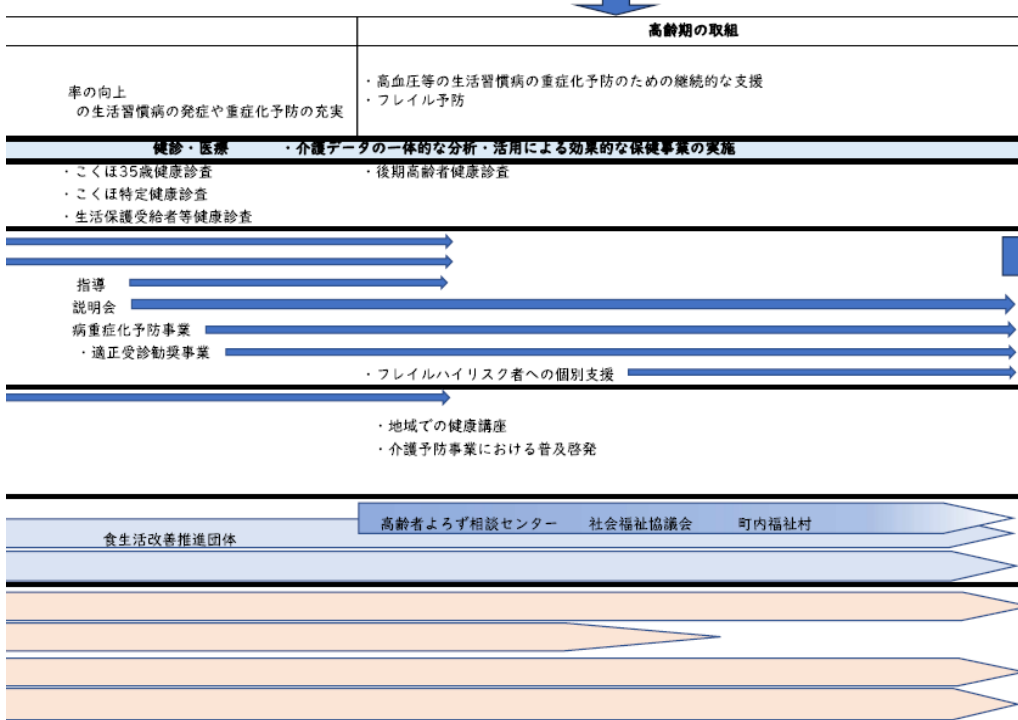 高齢期の取組
率の向上
の生活習慣病の発症や重症化予防の充実
・高血圧等の生活習慣病の重症化予防のための継続的な支援
・フレイル予防
健診・医療　　　・介護データの一体的な分析・活用による効果的な保健事業の実施
・こくほ35歳健康診査
・こくほ特定健康診査
・生活保護受給者等健康診査
・後期高齢者健康診査
指導
説明会
病重症化予防事業
・適正受診勧奨事業
・フレイルハイリスク者への個別支援
・地域での健康講座
・介護予防事業における普及啓発
高齢者よろず相談センター　　社会福祉協議会　　　町内福祉村
食生活改善推進団体